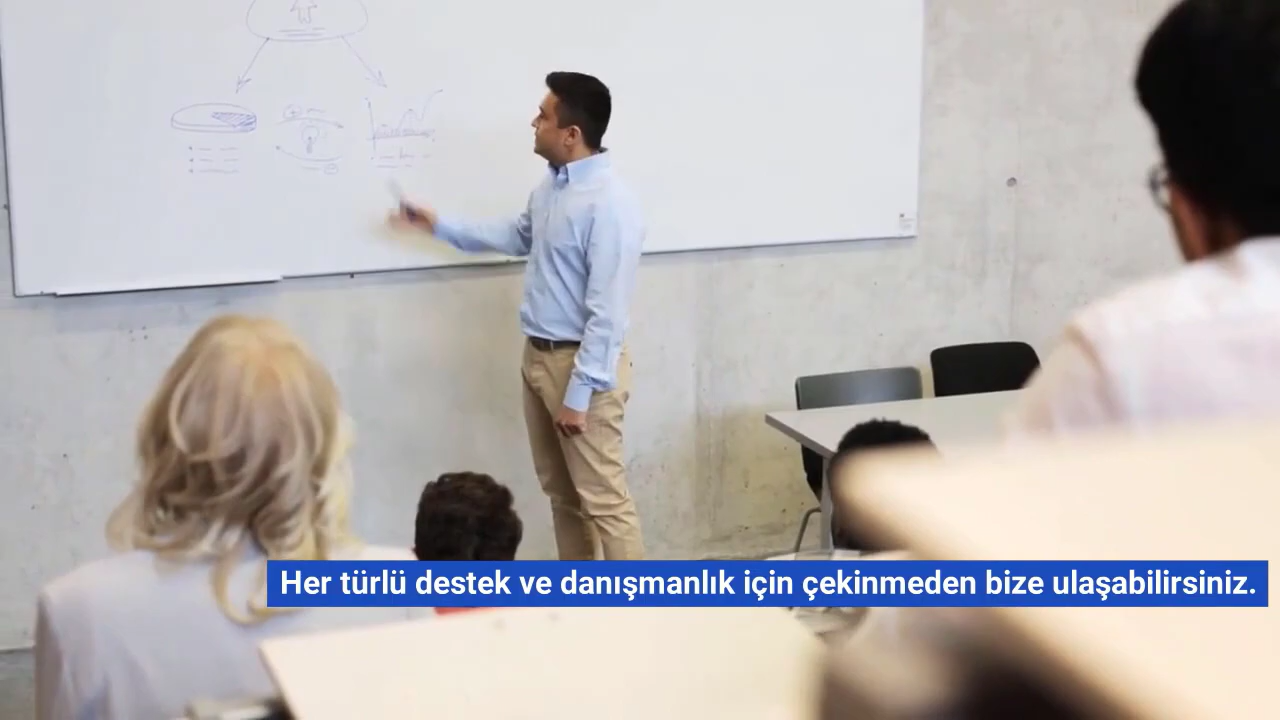 Her türlü destek ve danışmanlık için çekinmeden bize ulaşabilirsiniz.